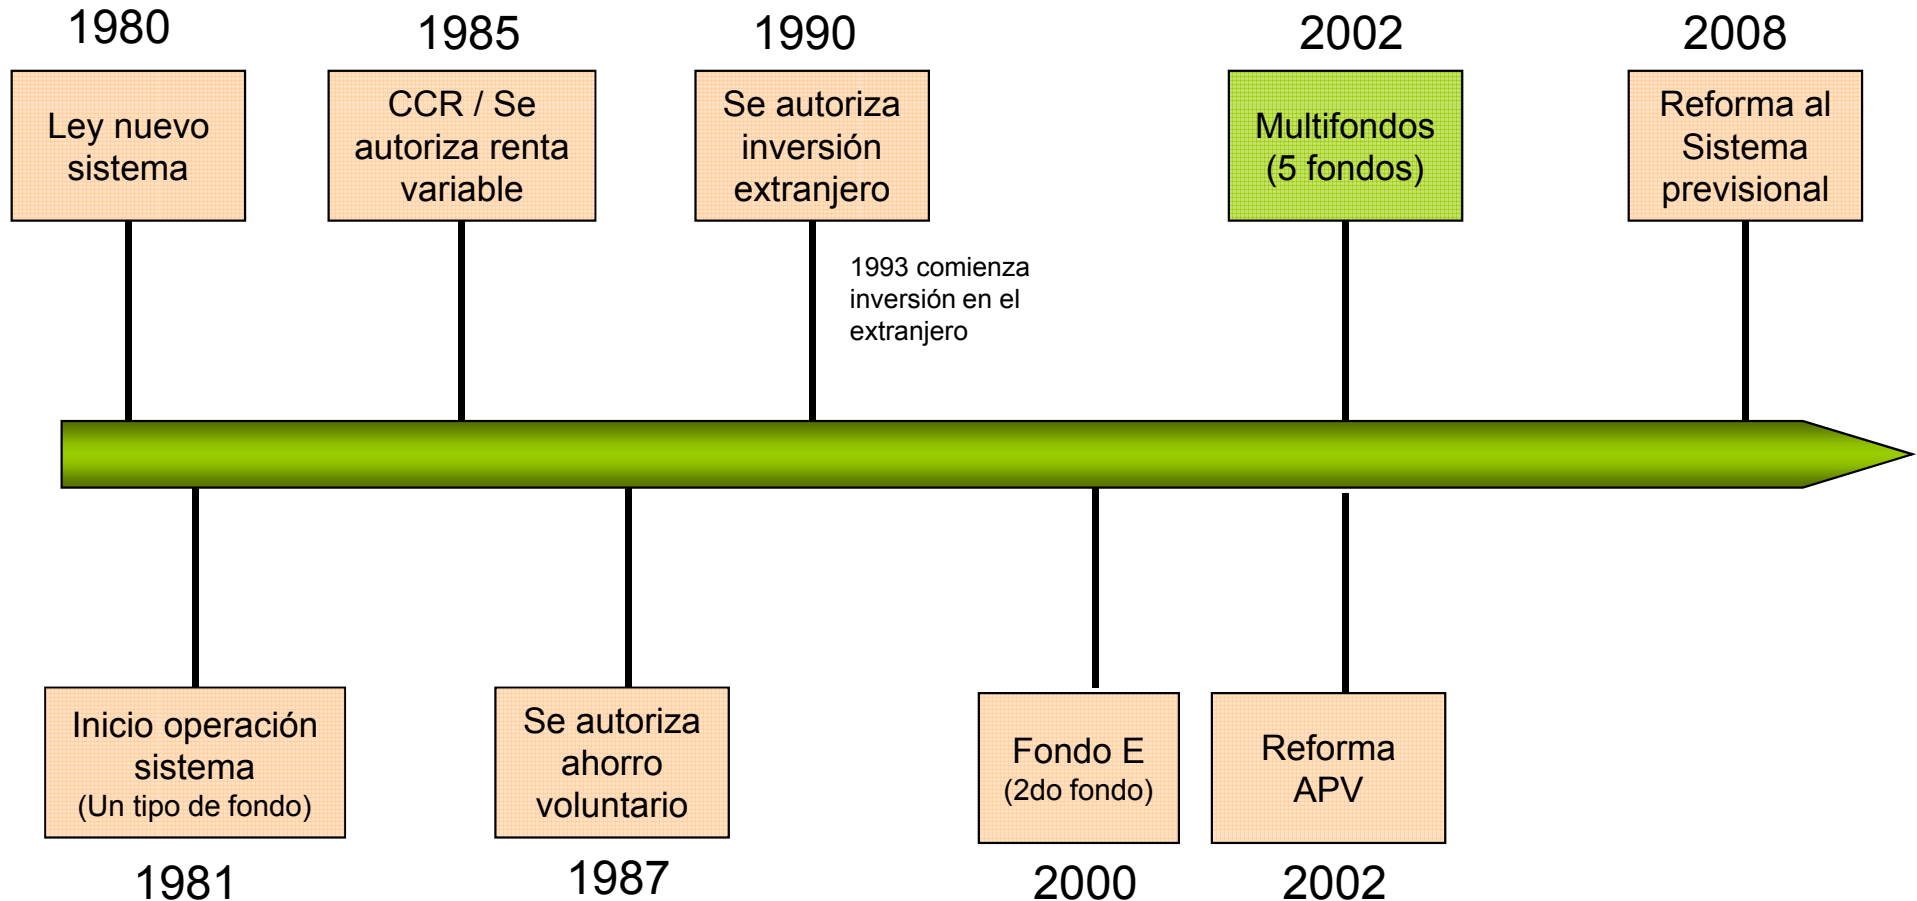 1980
Ley nuevo
sistema
1985
CCR / Se
autoriza renta
variable
1990
Se autoriza
inversión
extranjero
1993 comienza
inversión en el
extranjero
2002
Multifondos
(5 fondos)
2008
Reforma al
Sistema
previsional
Inicio operación
sistema
(Un tipo de fondo)
1981
Se autoriza
ahorro
voluntario
1987
Fondo E
(2do fondo)
2000
Reforma
APV
2002